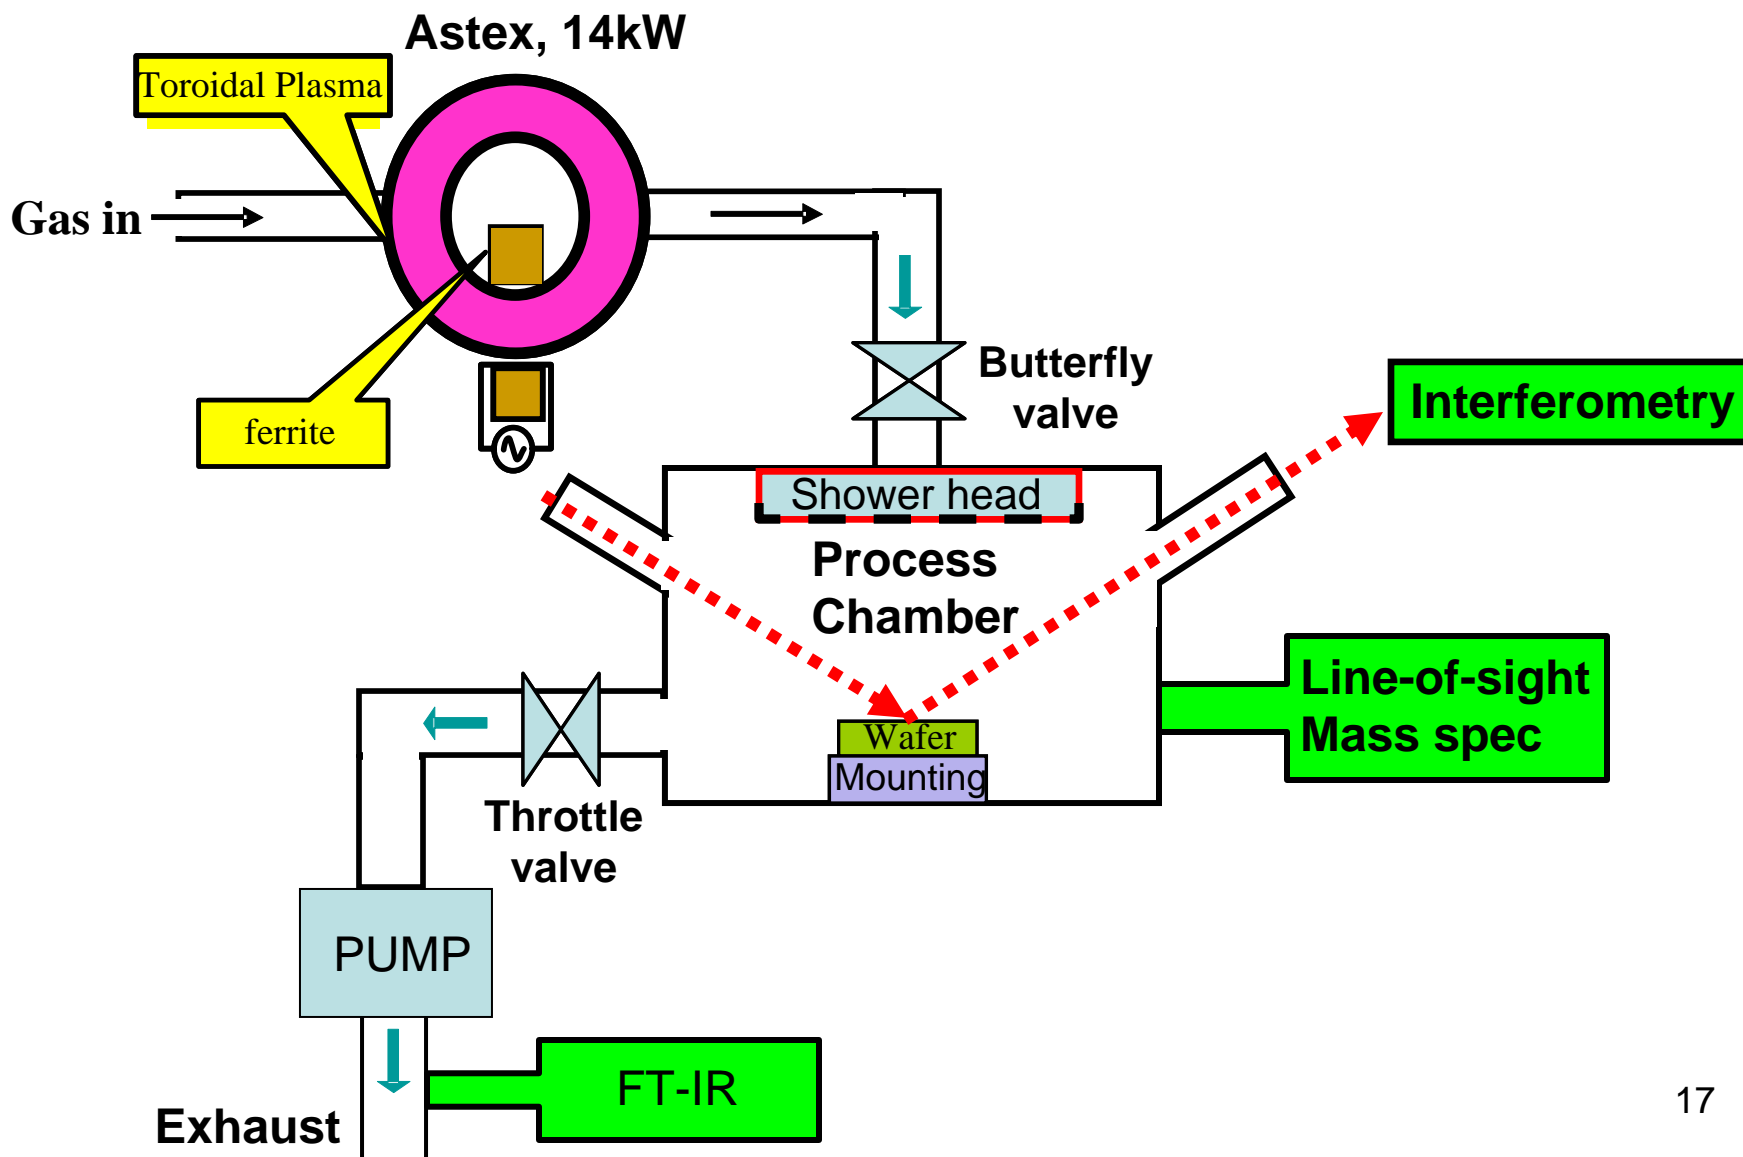 Astex, 14kW
Toroidal Plasma
Gas in
ferrite
Butterfly
valve
Interferometry
Shower head
Process
Chamber
Line-of-sight
Mass spec
Wafer
Mounting
Throttle
valve
PUMP
FT-IR
Exhaust
17